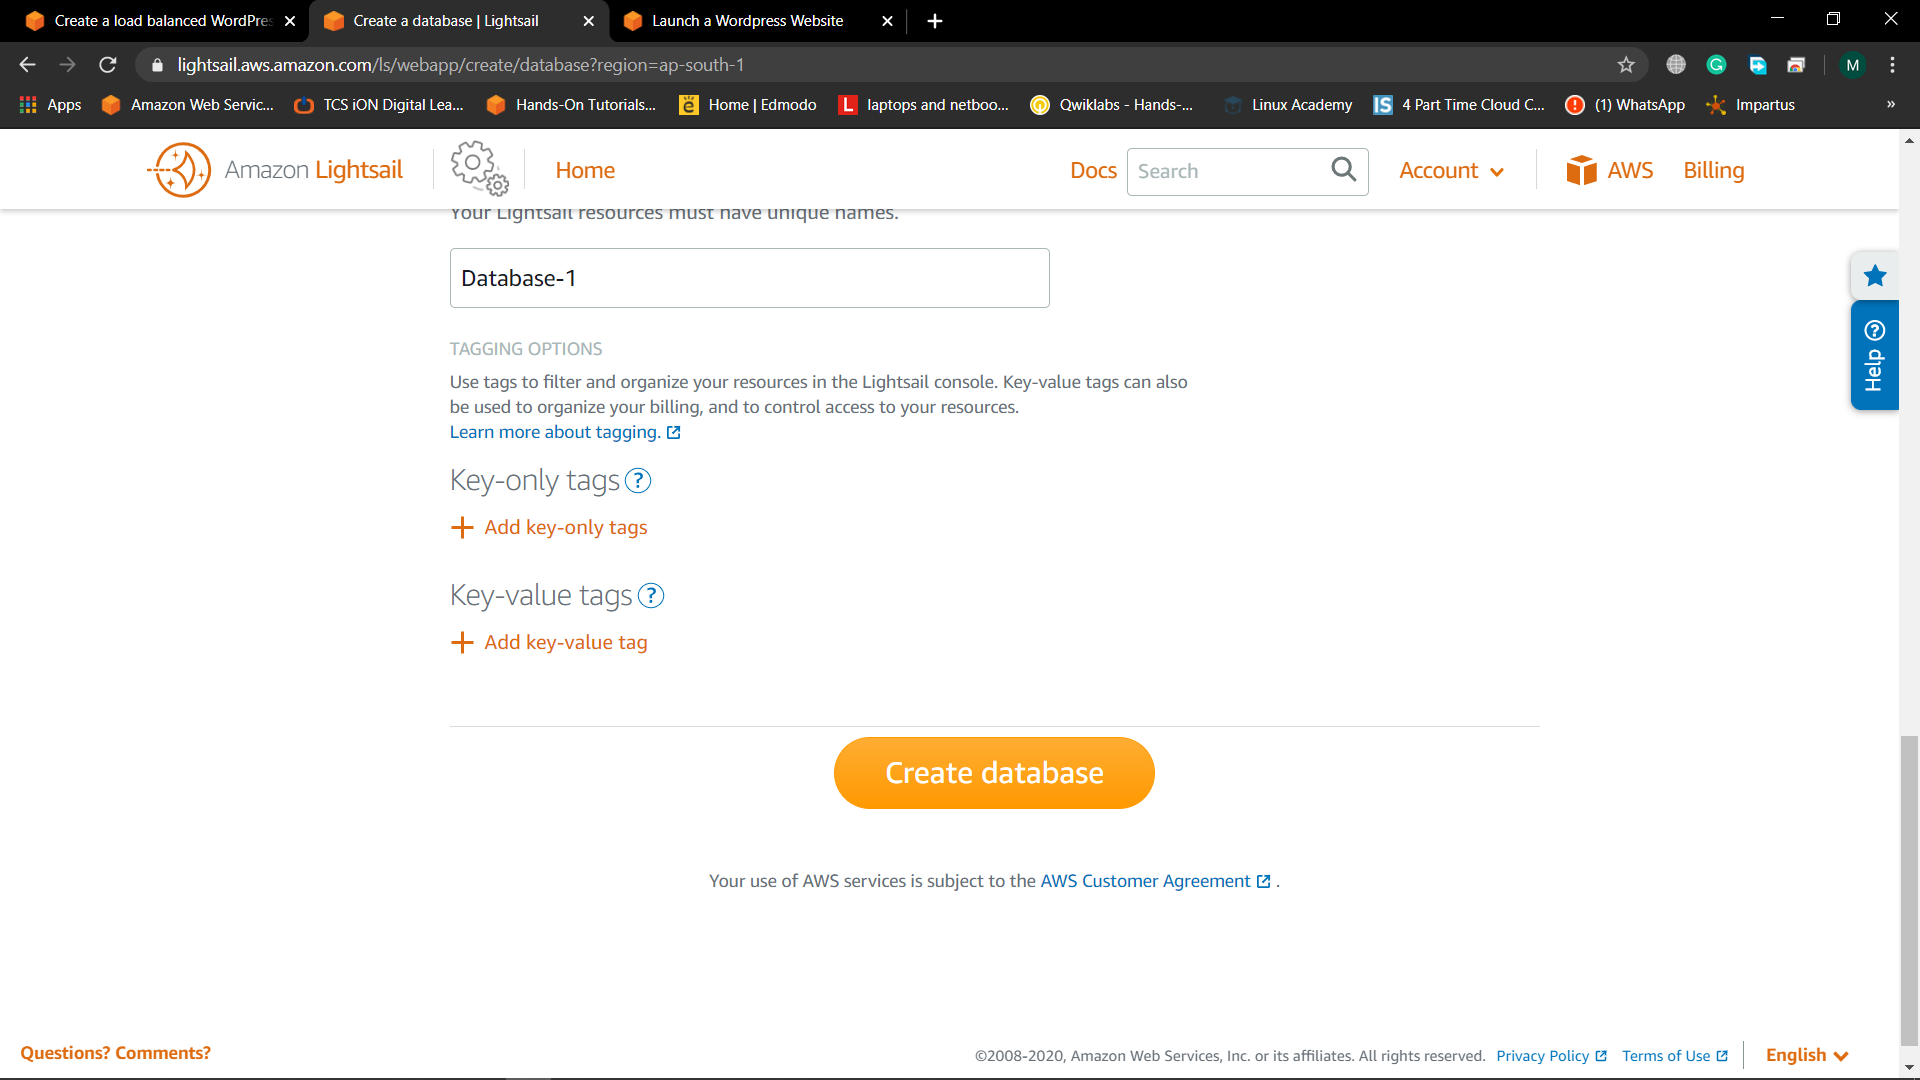 Create a load balanced WordPres
Create a database | Lightsail
Launch a Wordpress Website
lightsail.aws.amazon.com/ls/webapp/create/database?region=ap-south-1
M
Apps
Amazon Web Servic...
TCS iON Digital Lea...
Hands-On Tutorials...
Home | Edmodo
laptops and netboo...
Qwiklabs - Hands-...
Linux Academy
4 Part Time Cloud C...
(1) WhatsApp
Impartus
»
Amazon Lightsail
Home
Docs
Search
Account
AWS
Billing
Your Lightsail resources must have unique names.
Database-1
Help
TAGGING OPTIONS
Use tags to filter and organize your resources in the Lightsail console. Key-value tags can also
be used to organize your billing, and to control access to your resources.
Learn more about tagging.
Key-only tags ?
+ Add key-only tags
Key-value tags ?
+ Add key-value tag
Create database
Your use of AWS services is subject to the AWS Customer Agreement .
Questions? Comments?
©2008-2020, Amazon Web Services, Inc. or its affiliates. All rights reserved.
Privacy Policy
Terms of Use
English